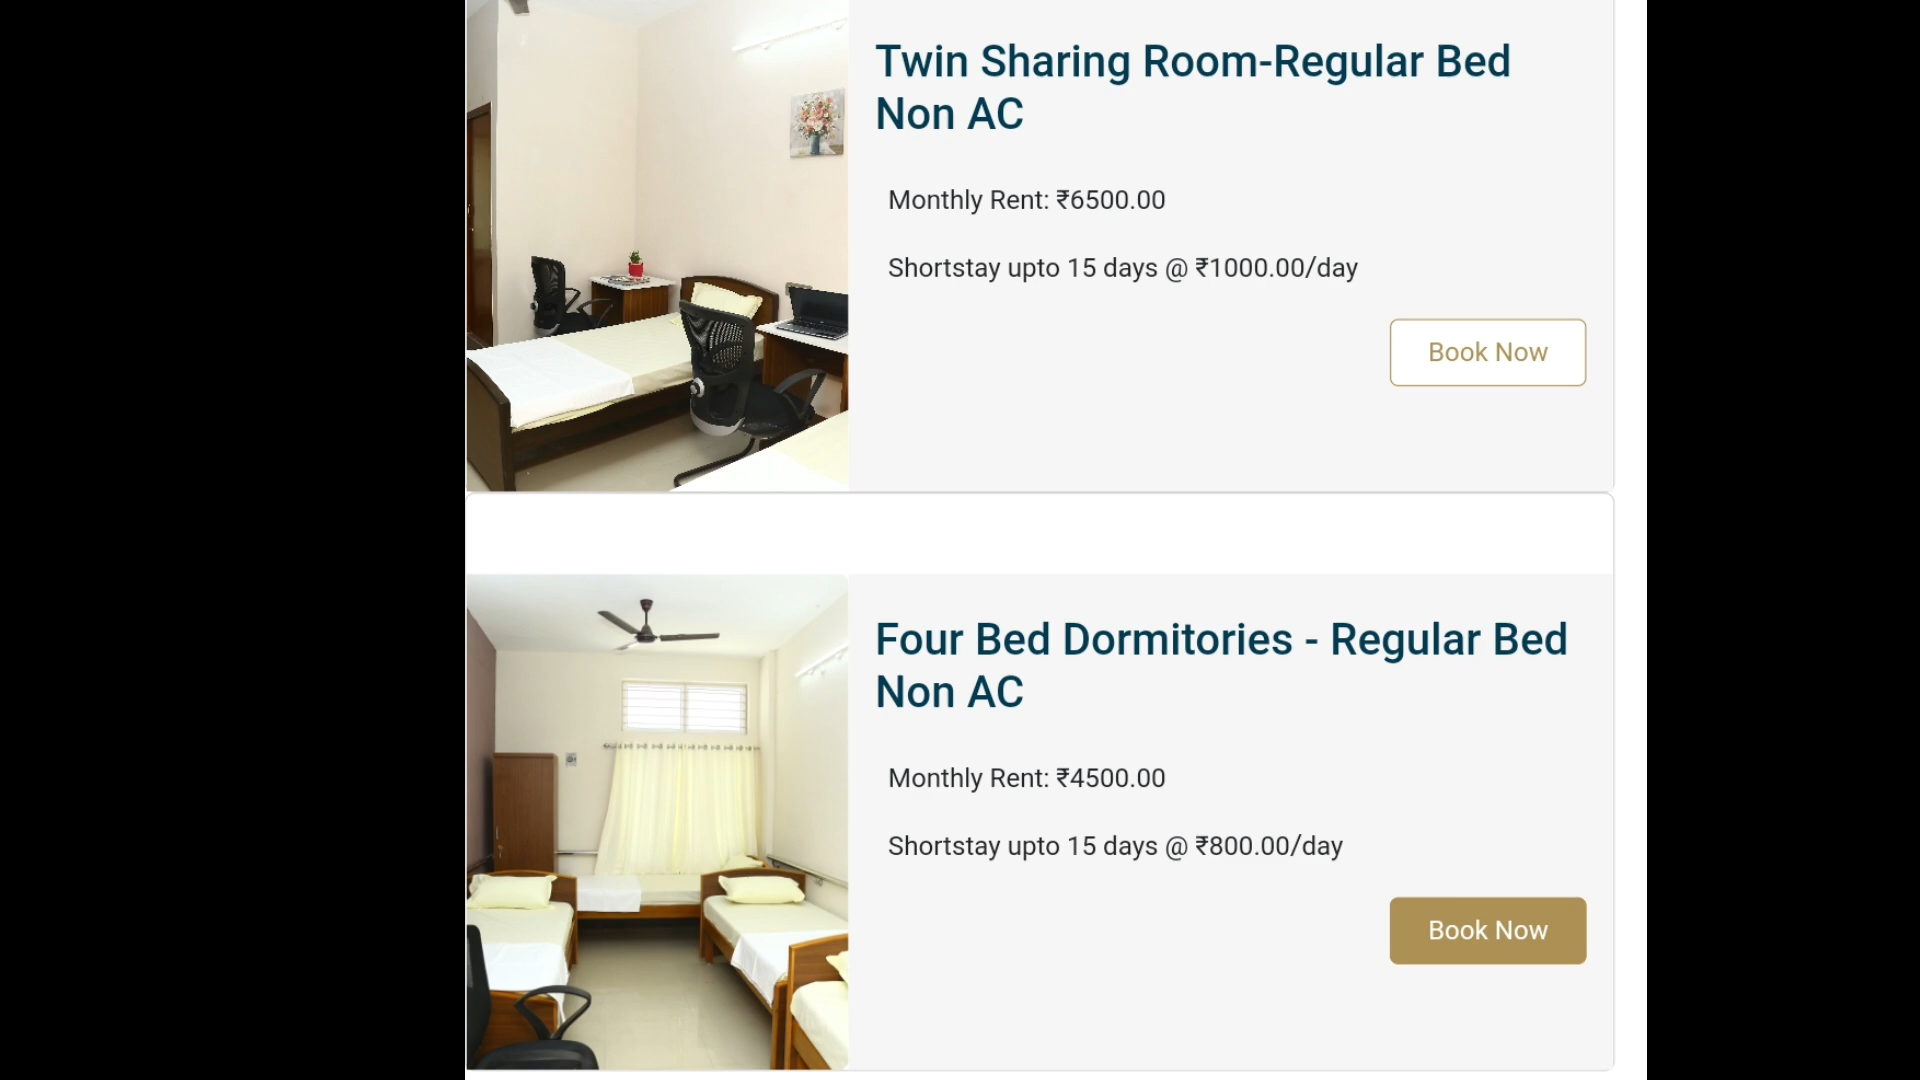 Twin Sharing Room-Regular Bed
Non AC
Monthly Rent: ₹6500.00
Shortstay upto 15 days @ ₹1000.00/day
Book Now
Four Bed Dormitories - Regular Bed
Non AC
Monthly Rent: ₹4500.00
Shortstay upto 15 days @ ₹800.00/day
Book Now